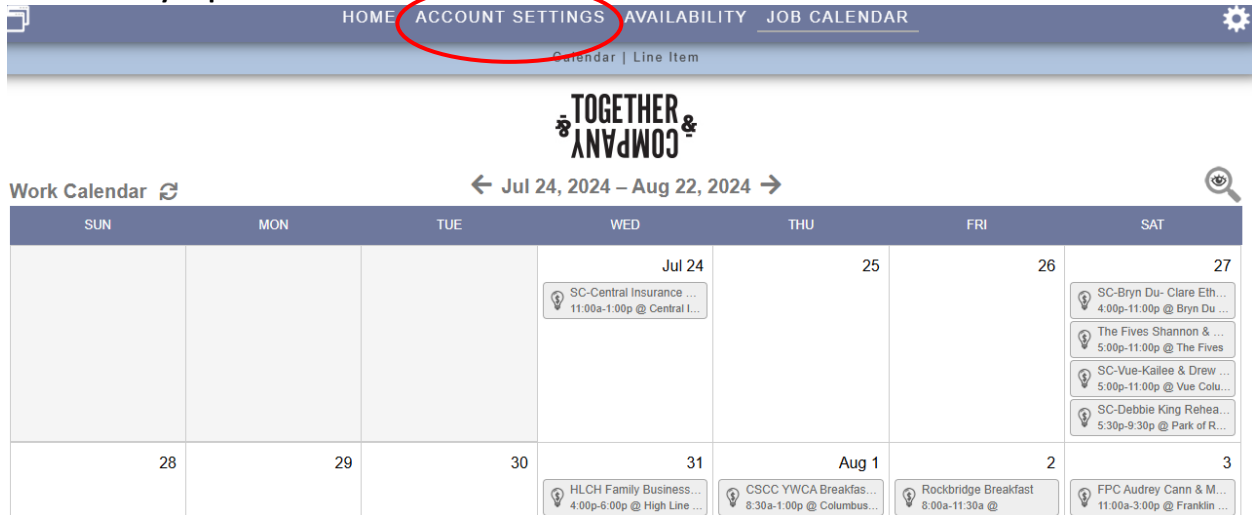 HOME ACCOUNT SETTINGS AVAILABILITY JOB CALENDAR
Calendar | Line Item
TOGETHER &
& COMPANY
Work Calendar
Jul 24, 2024 – Aug 22, 2024
SUN MON TUE WED THU FRI SAT
Jul 24 25 26 27
SC-Central Insurance ...
11:00a-1:00p @ Central I...
SC-Bryn Du- Clare Eth...
4:00p-11:00p @ Bryn Du ...
The Fives Shannon & ...
5:00p-11:00p @ The Fives
SC-Vue-Kailee & Drew ...
5:00p-11:00p @ Vue Colu...
SC-Debbie King Rehea...
5:30p-9:30p @ Park of R...
28 29 30 31 Aug 1 2 3
HLCH Family Business...
4:00p-6:00p @ High Line ...
CSCC YWCA Breakfas...
8:30a-1:00p @ Columbus...
Rockbridge Breakfast
8:00a-11:30a @
FPC Audrey Cann & M...
11:00a-3:00p @ Franklin ...